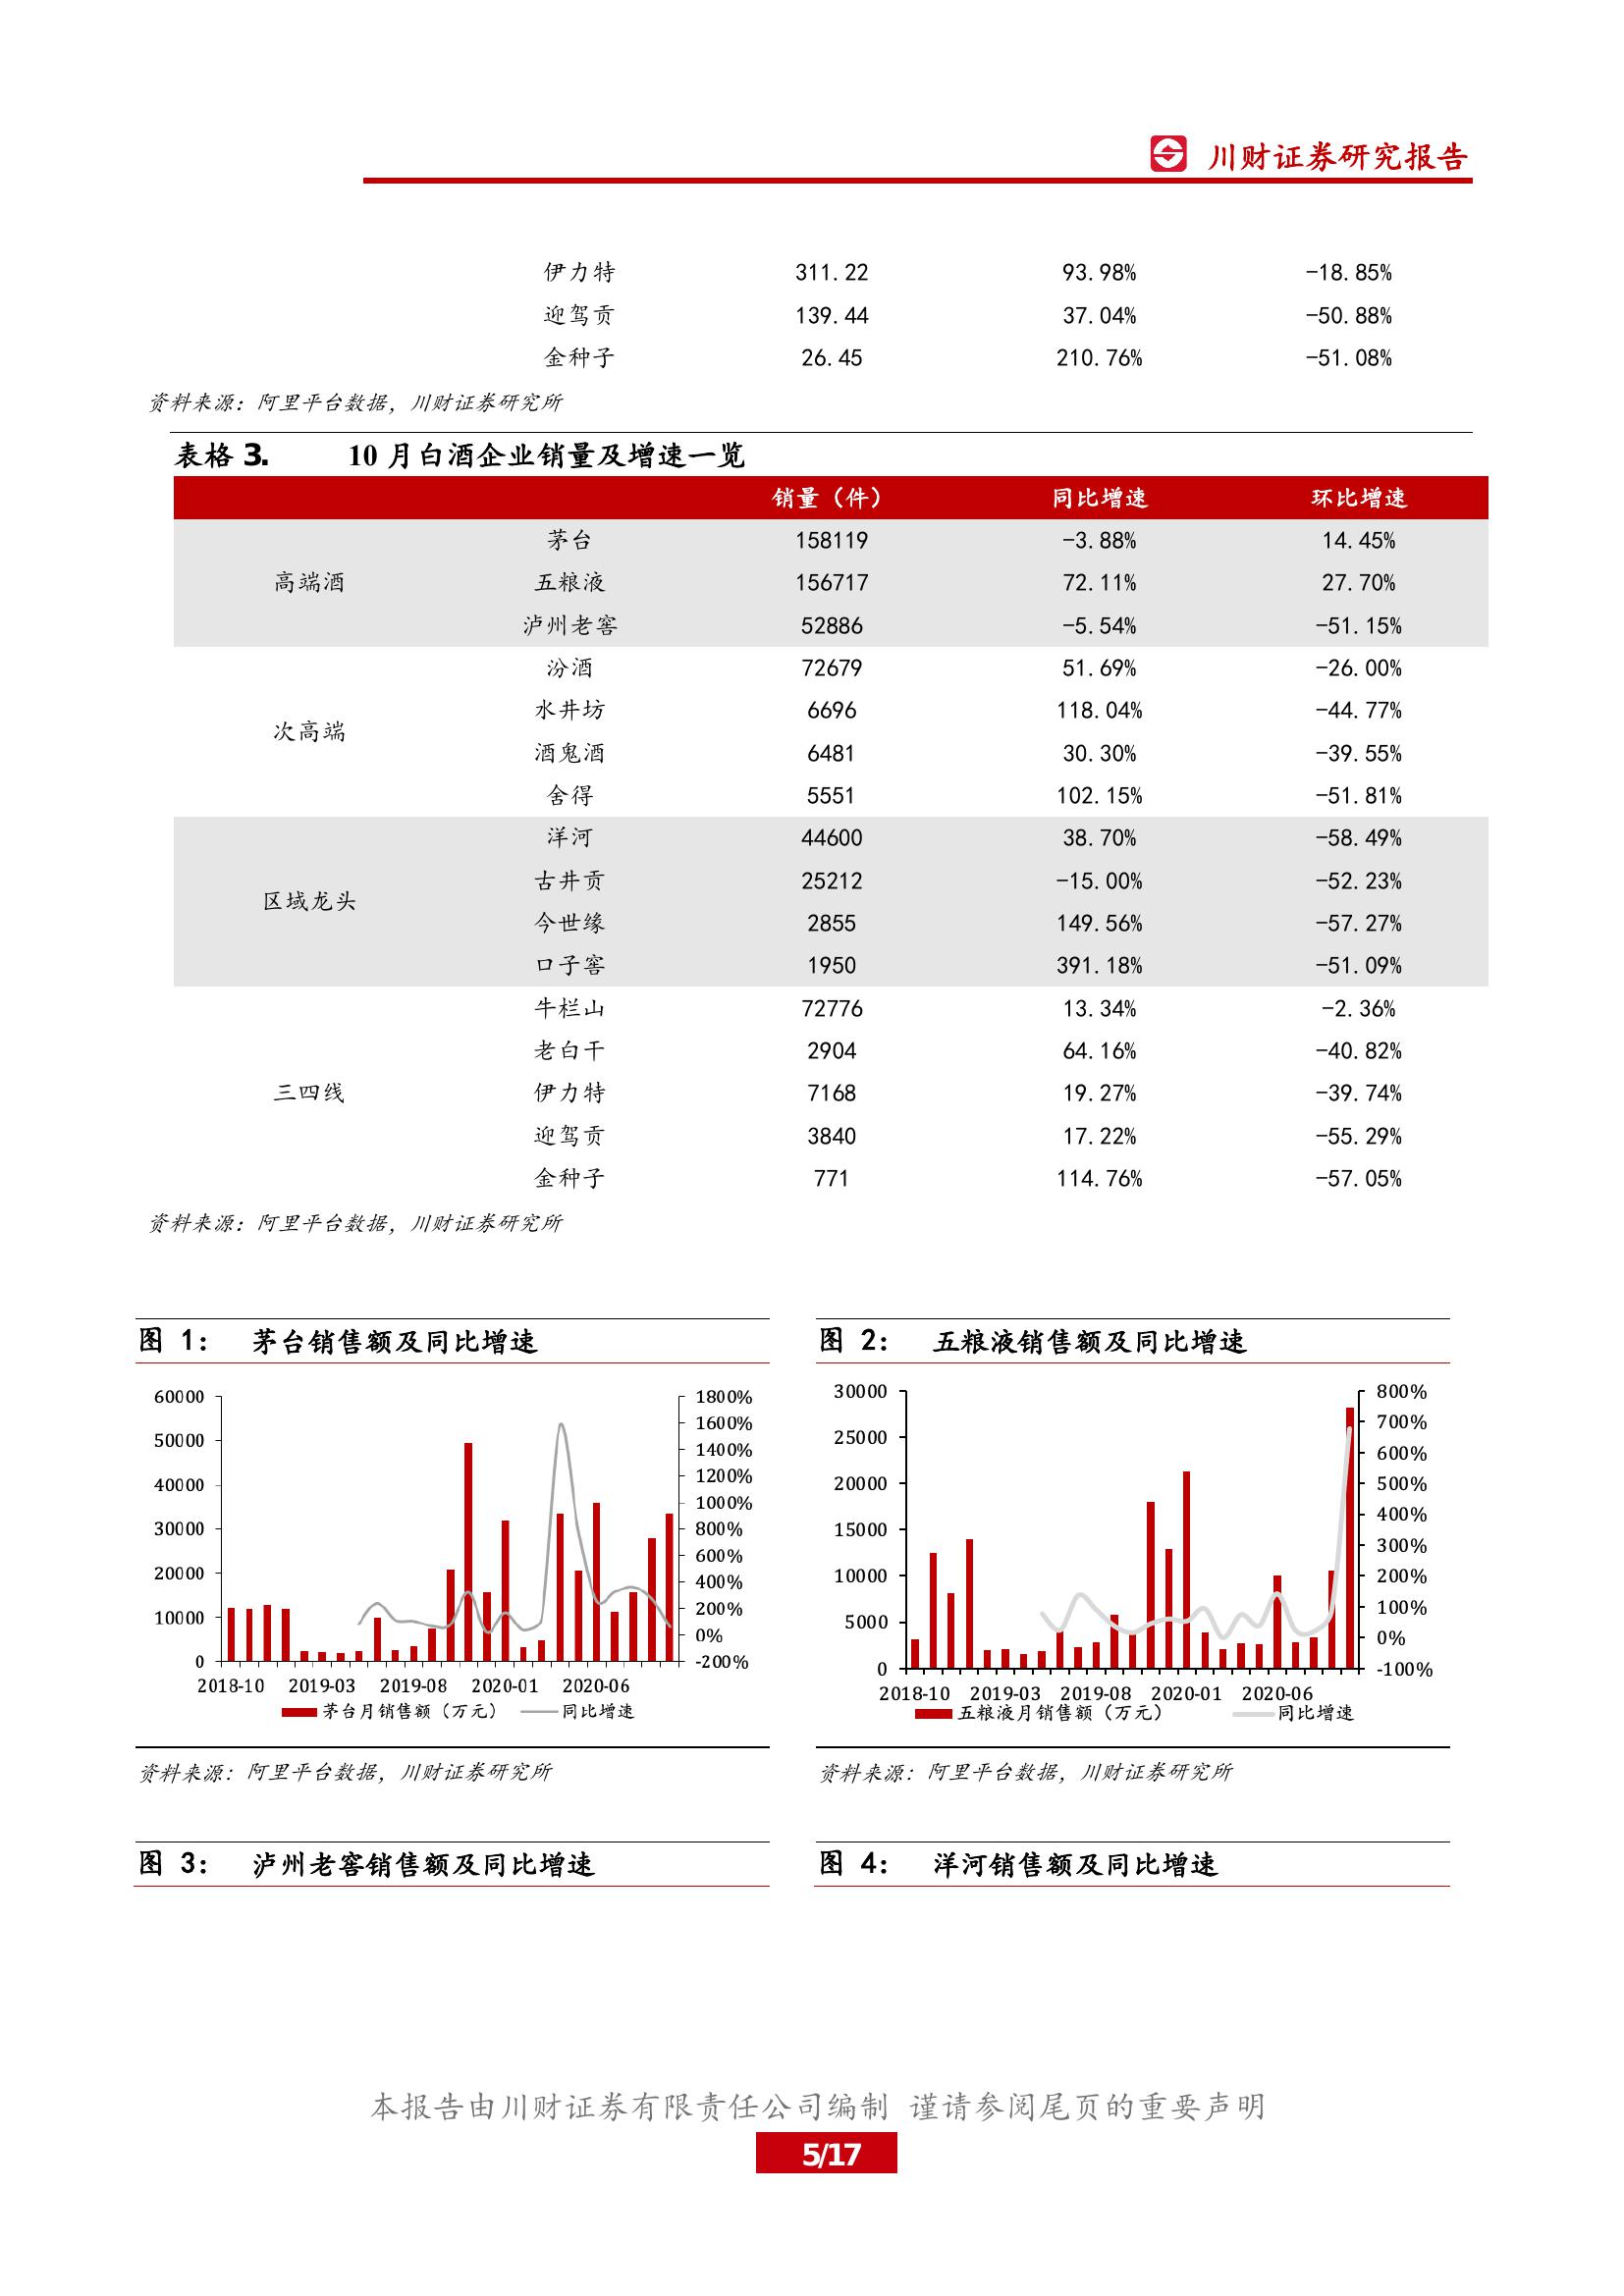 川财证券研究报告
伊力特 311.22 93.98% -18.85%
迎驾贡 139.44 37.04% -50.88%
金种子 26.45 210.76% -51.08%
资料来源：阿里平台数据，川财证券研究所
表格 3. 10 月白酒企业销量及增速一览
销量（件） 同比增速 环比增速
茅台 158119 -3.88% 14.45%
高端酒 五粮液 156717 72.11% 27.70%
泸州老窖 52886 -5.54% -51.15%
汾酒 72679 51.69% -26.00%
水井坊 6696 118.04% -44.77%
次高端
酒鬼酒 6481 30.30% -39.55%
舍得 5551 102.15% -51.81%
洋河 44600 38.70% -58.49%
古井贡 25212 -15.00% -52.23%
区域龙头
今世缘 2855 149.56% -57.27%
口子窖 1950 391.18% -51.09%
牛栏山 72776 13.34% -2.36%
老白干 2904 64.16% -40.82%
三四线 伊力特 7168 19.27% -39.74%
迎驾贡 3840 17.22% -55.29%
金种子 771 114.76% -57.05%
资料来源：阿里平台数据，川财证券研究所
图 1： 茅台销售额及同比增速
60000
50000
40000
30000
20000
10000
0
1800%
1600%
1400%
1200%
1000%
800%
600%
400%
200%
0%
-200%
2018-10 2019-03 2019-08 2020-01 2020-06
茅台月销售额（万元） 同比增速
资料来源：阿里平台数据，川财证券研究所
图 2： 五粮液销售额及同比增速
30000
25000
20000
15000
10000
5000
0
800%
700%
600%
500%
400%
300%
200%
100%
0%
-100%
2018-10 2019-03 2019-08 2020-01 2020-06
五粮液月销售额（万元） 同比增速
资料来源：阿里平台数据，川财证券研究所
图 3： 泸州老窖销售额及同比增速
图 4： 洋河销售额及同比增速
本报告由川财证券有限责任公司编制 谨请参阅尾页的重要声明
5/17